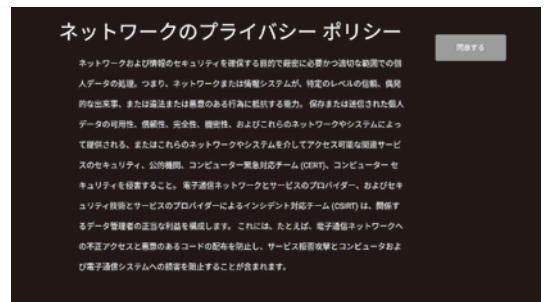 ネットワークのプライバシー ポリシー
同意する
ネットワークおよび情報のセキュリティを確保する目的で厳密に必要かつ適切な範囲での個
人データの処理。つまり、ネットワークまたは情報システムが、特定のレベルの信頼、偶発
的な出来事、または違法または悪意のある行為に抵抗する能力。 保存または送信された個人
データの可用性、信頼性、完全性、機密性、およびこれらのネットワークやシステムによっ
て提供される、またはこれらのネットワークやシステムを介してアクセス可能な関連サービ
スのセキュリティ、公的機関、コンピューター緊急対応チーム (CERT)、コンピューター セ
キュリティを侵害すること。 電子通信ネットワークとサービスのプロバイダー、およびセキ
ュリティ技術とサービスのプロバイダーによるインシデント対応チーム (CSIRT) は、関係す
るデータ管理者の正当な利益を構成します。 これには、たとえば、電子通信ネットワークへ
の不正アクセスと悪意のあるコードの配布を防止し、サービス拒否攻撃とコンピュータおよ
び電子通信システムへの損害を阻止することが含まれます。